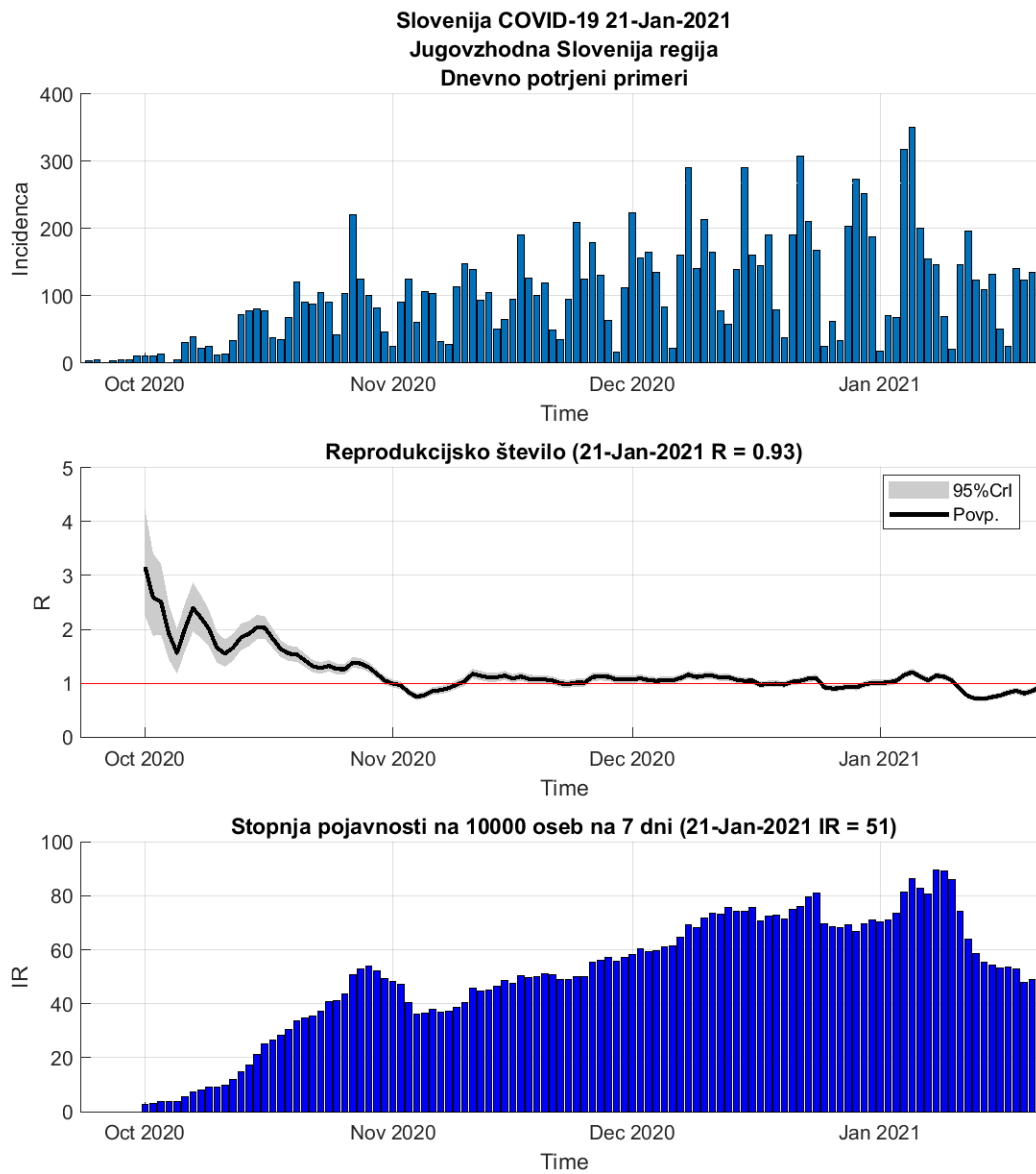 Slovenija COVID-19 21-Jan-2021
Jugovzhodna Slovenija regija
Dnevno potrjeni primeri
400
300
200
100
0
Incidenca
Oct 2020 Nov 2020 Dec 2020 Jan 2021
Time
Reprodukcijsko število (21-Jan-2021 R = 0.93)
5
4
3
2
1
0
R
95%CrI
Povp.
Oct 2020 Nov 2020 Dec 2020 Jan 2021
Time
Stopnja pojavnosti na 10000 oseb na 7 dni (21-Jan-2021 IR = 51)
100
80
60
40
20
0
IR
Oct 2020 Nov 2020 Dec 2020 Jan 2021
Time